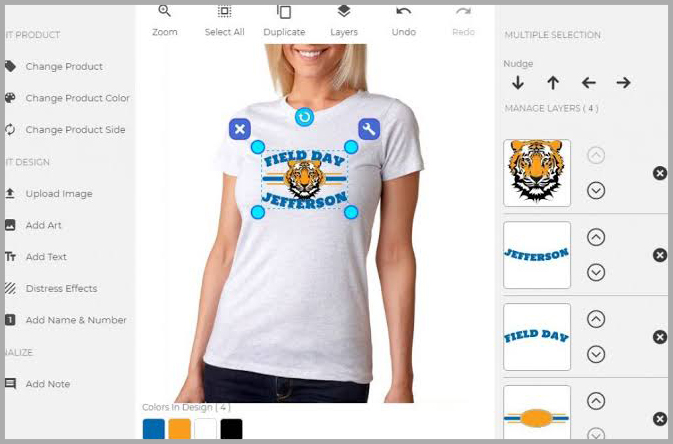 IT PRODUCT
Change Product
Change Product Color
Change Product Side
IT DESIGN
Upload Image
Add Art
Add Text
Distress Effects
Add Name & Number
ALIZE
Add Note
Zoom
Select All
Duplicate
Layers
Undo
Redo
FIELD DAY
JEFFERSON
Colors In Design ( 4 )
MULTIPLE SELECTION
Nudge
MANAGE LAYERS ( 4 )
JEFFERSON
FIELD DAY